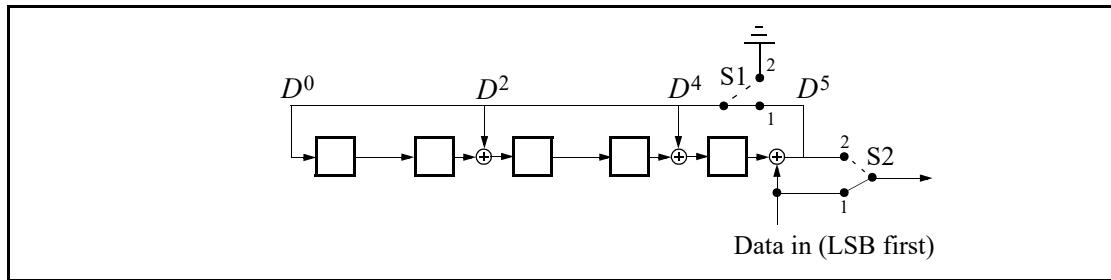 2
S1
D⁰ D² D⁴ D⁵
1
2
S2
1
Data in (LSB first)